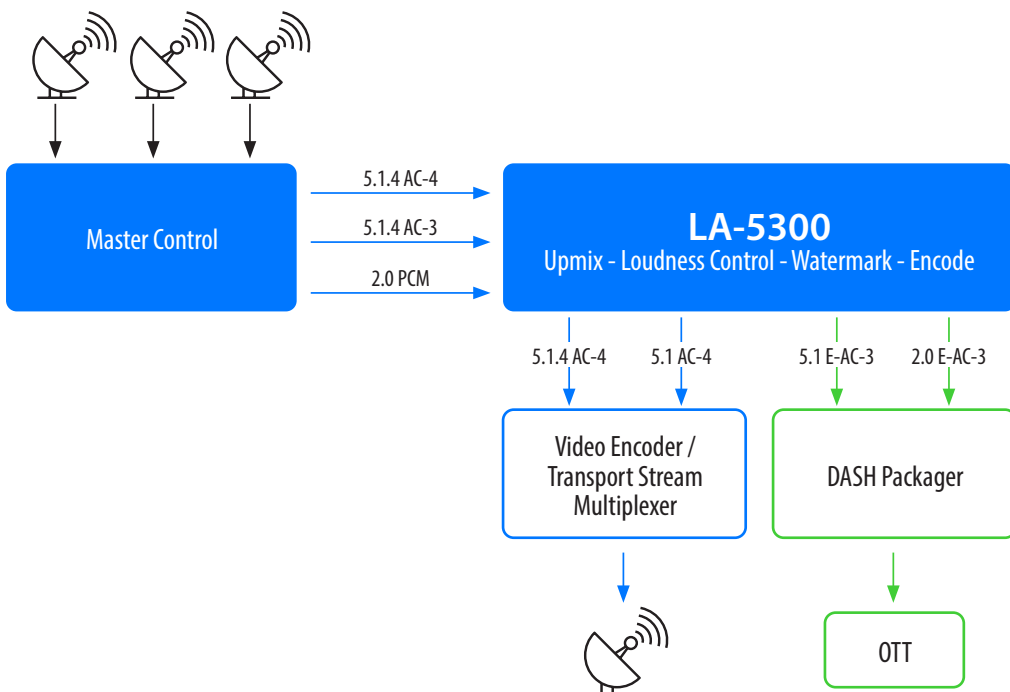 Master Control
5.1.4 AC-4
5.1.4 AC-3
2.0 PCM
LA-5300
Upmix - Loudness Control - Watermark - Encode
5.1.4 AC-4
5.1 AC-4
5.1 E-AC-3
2.0 E-AC-3
Video Encoder /
Transport Stream
Multiplexer
DASH Packager
OTT